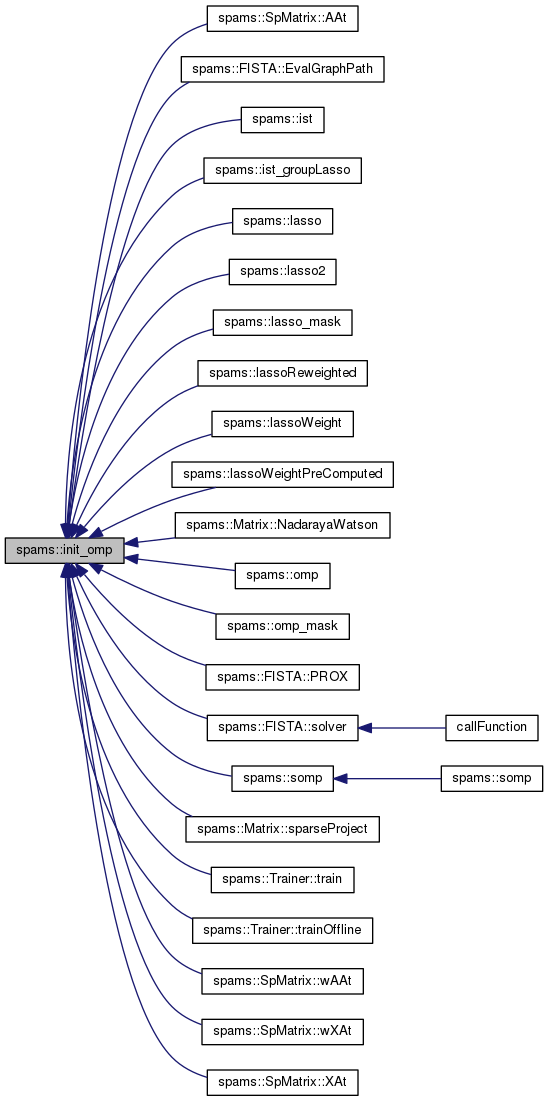 spams::SpMatrix::AAt
spams::FISTA::EvalGraphPath
spams::ist
spams::ist_groupLasso
spams::lasso
spams::lasso2
spams::lasso_mask
spams::lassoReweighted
spams::lassoWeight
spams::lassoWeightPreComputed
spams::Matrix::NadarayaWatson
spams::init_omp
spams::omp
spams::omp_mask
spams::FISTA::PROX
spams::FISTA::solver
callFunction
spams::somp
spams::somp
spams::Matrix::sparseProject
spams::Trainer::train
spams::Trainer::trainOffline
spams::SpMatrix::wAAt
spams::SpMatrix::wXAt
spams::SpMatrix::XAt